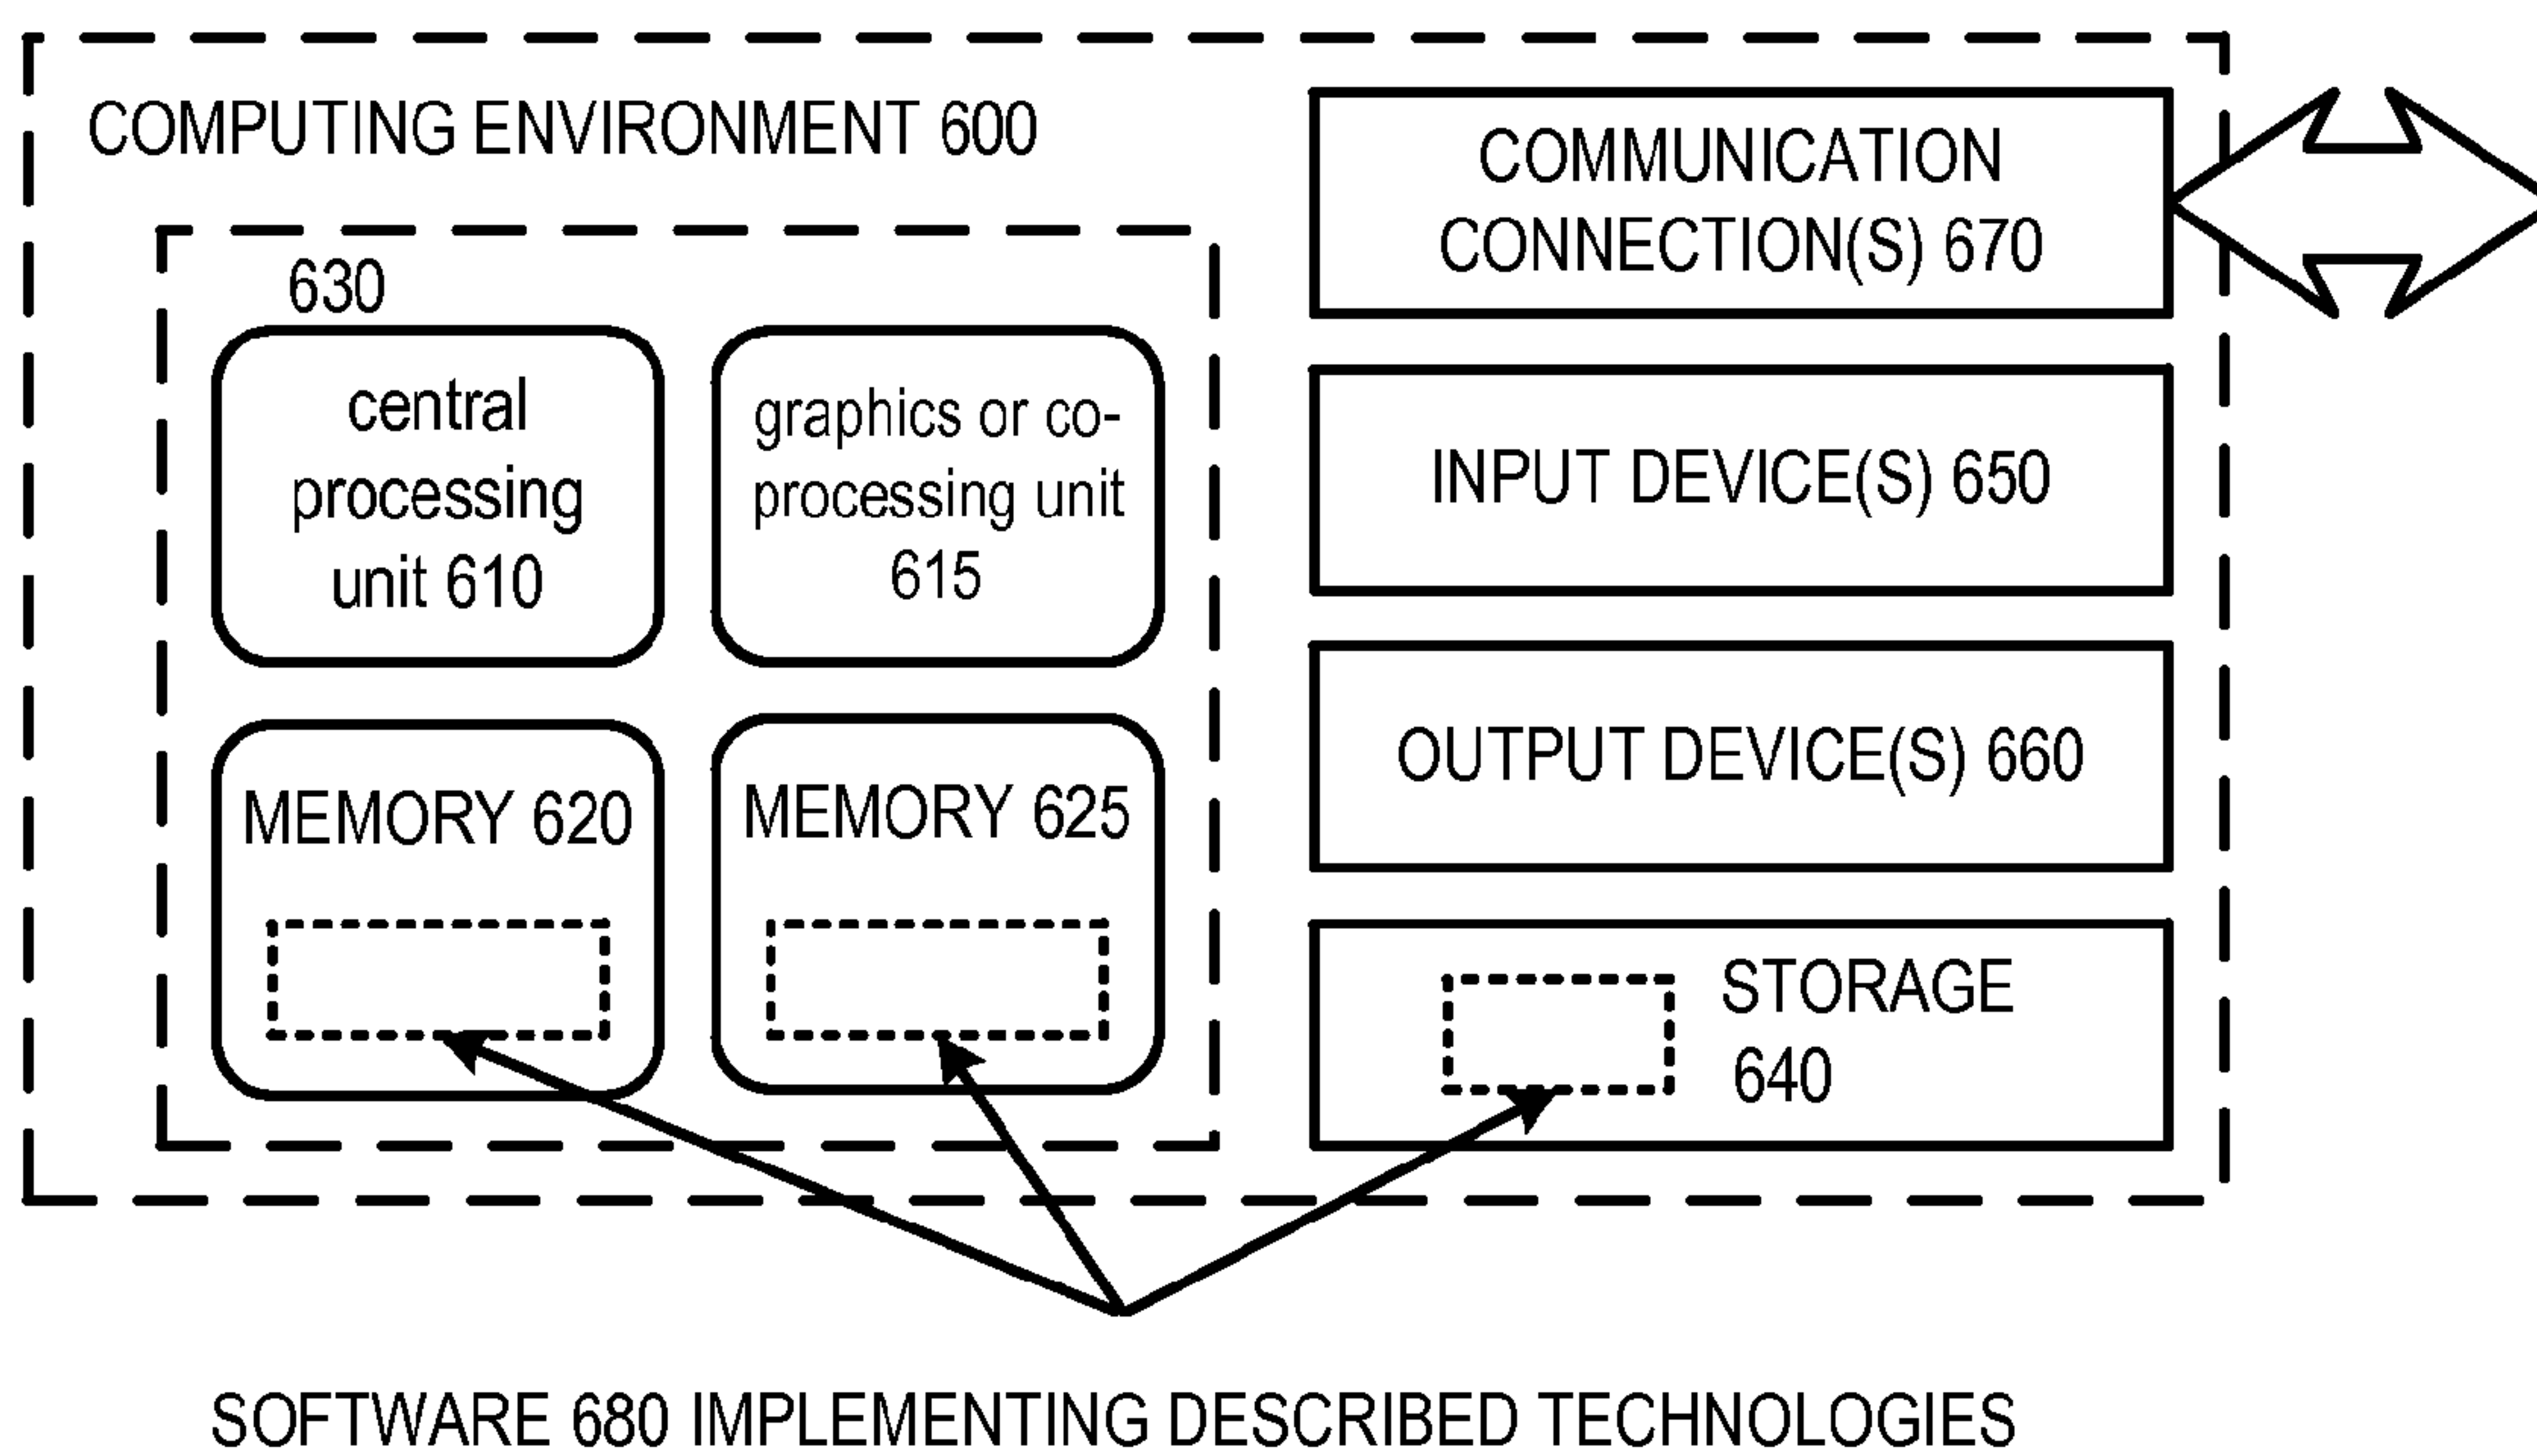 COMPUTING ENVIRONMENT 600
630
central
processing
unit 610
graphics or co-
processing unit
615
MEMORY 620
MEMORY 625
COMMUNICATION
CONNECTION(S) 670
INPUT DEVICE(S) 650
OUTPUT DEVICE(S) 660
STORAGE
640
SOFTWARE 680 IMPLEMENTING DESCRIBED TECHNOLOGIES